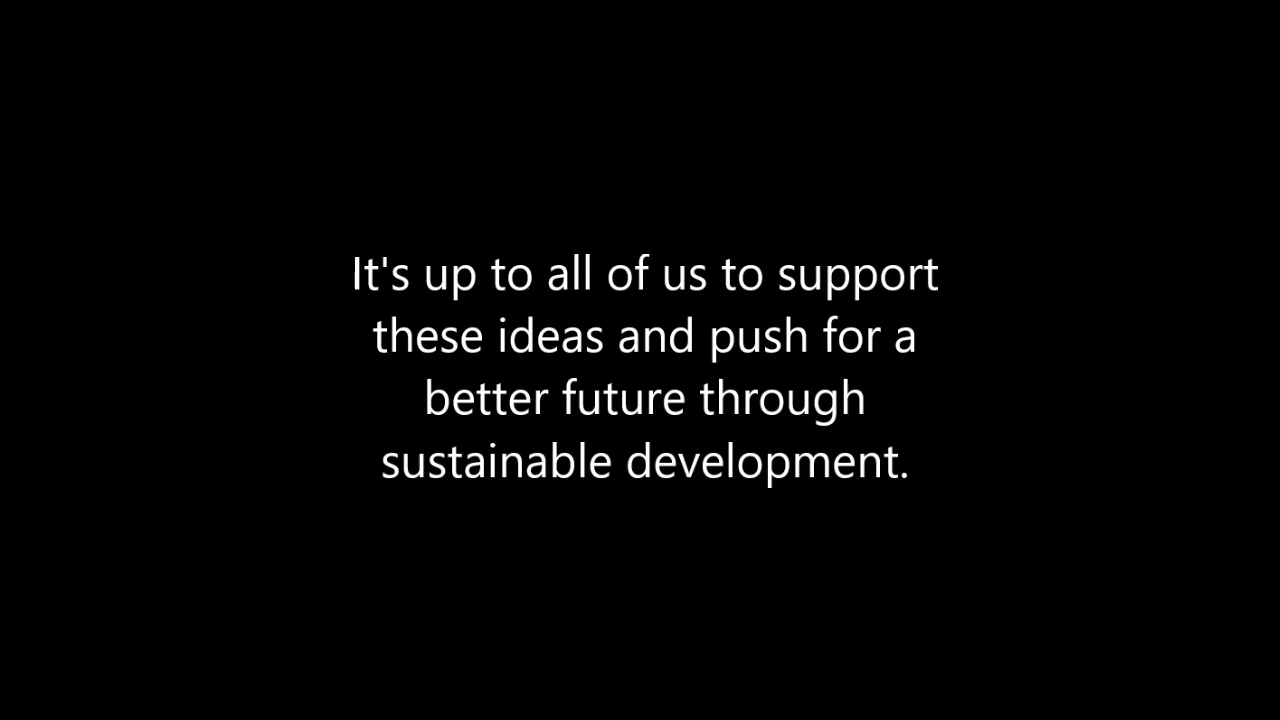 It's up to all of us to support
these ideas and push for a
better future through
sustainable development.